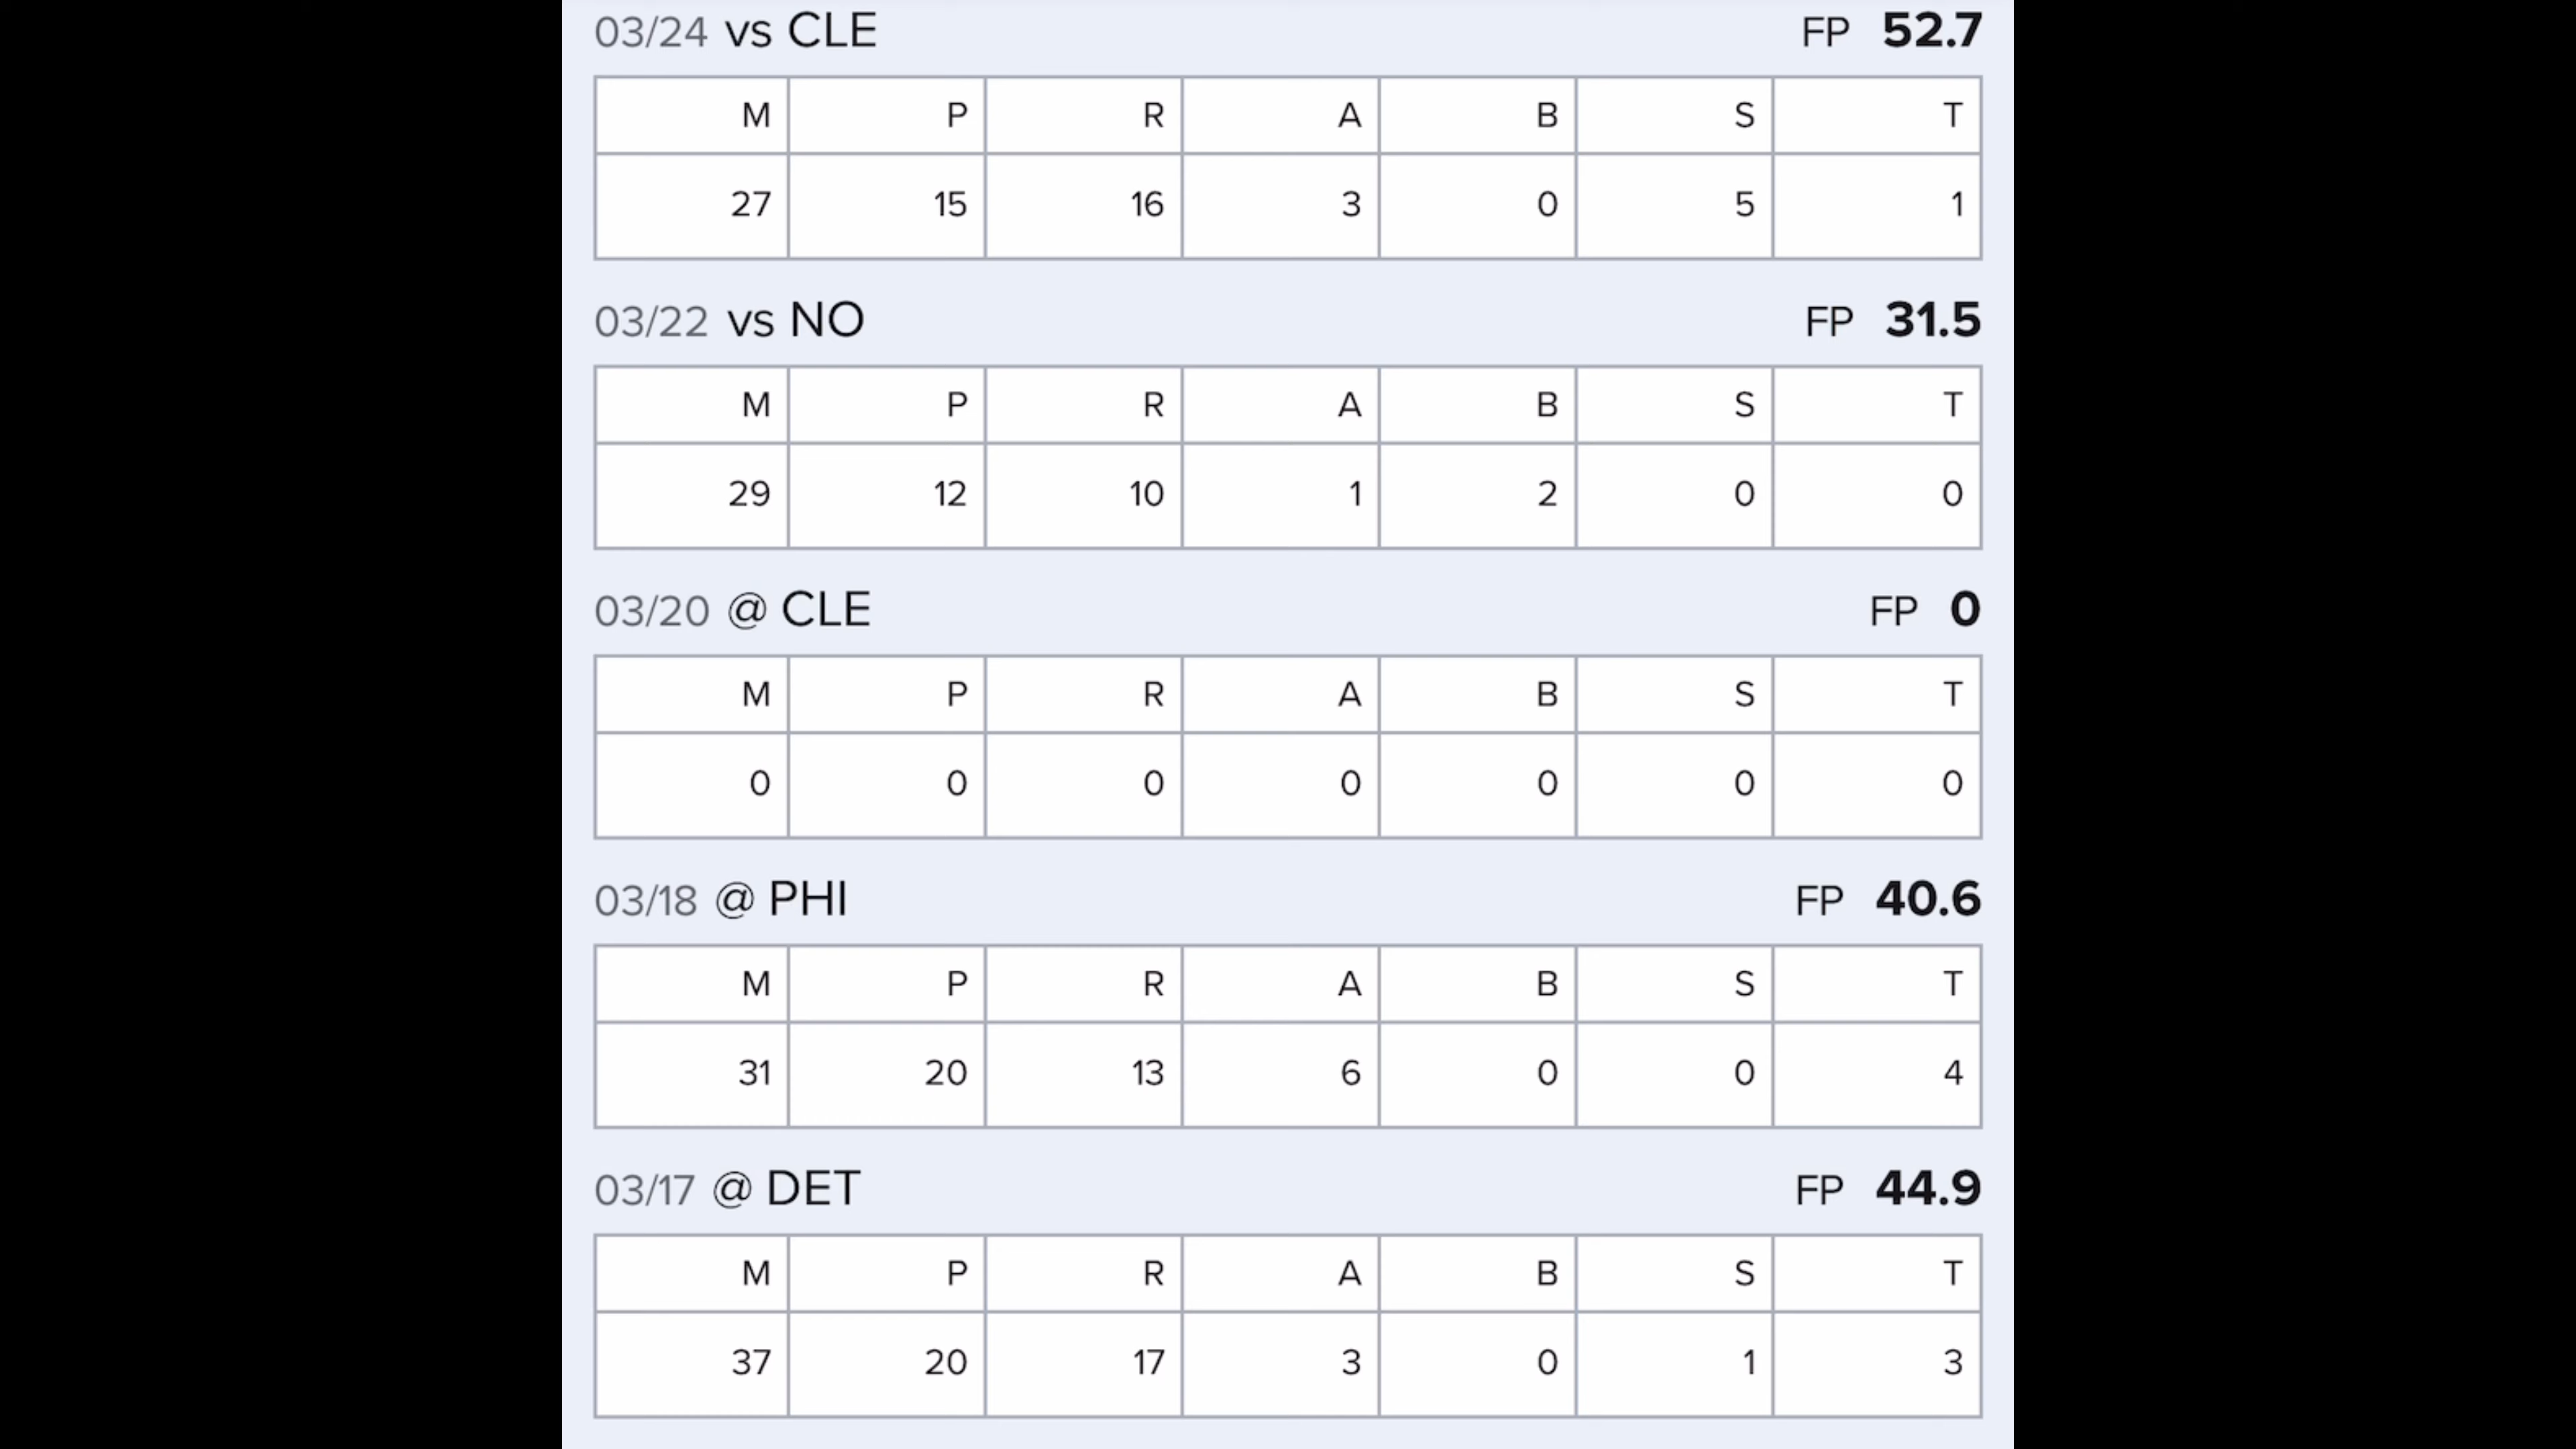 03/24 vs CLE FP 52.7
M P R A B S T
27 15 16 3 0 5 1
03/22 vs NO FP 31.5
M P R A B S T
29 12 10 1 2 0 0
03/20 @ CLE FP 0
M P R A B S T
0 0 0 0 0 0 0
03/18 @ PHI FP 40.6
M P R A B S T
31 20 13 6 0 0 4
03/17 @ DET FP 44.9
M P R A B S T
37 20 17 3 0 1 3